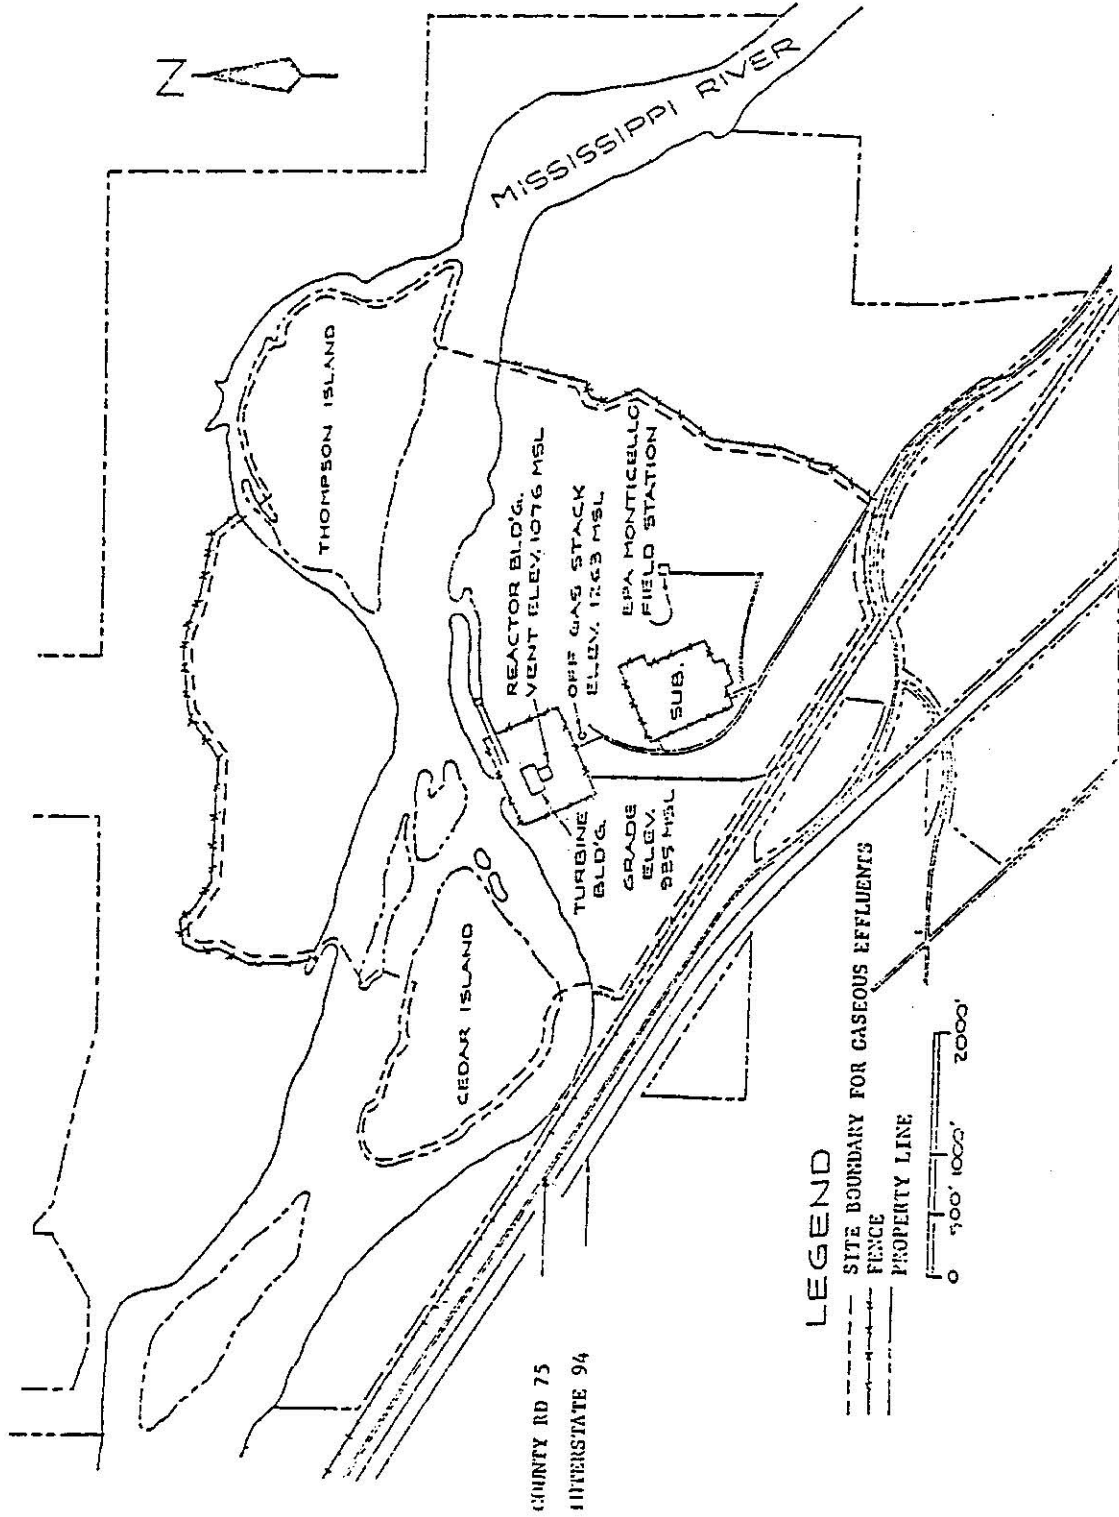 N
MISSISSIPPI RIVER
THOMPSON ISLAND
REACTOR BLD'G.
VENT ELEV. 1076 MSL
OFF GAS STACK
ELEV. 1263 MSL
EPA MONTICELLO
FIELD STATION
SUB.
TURBINE
BLD'G.
GRADE
ELEV.
985 MSL
CEDAR ISLAND
COUNTY RD 75
INTERSTATE 94
LEGEND
SITE BOUNDARY FOR GASEOUS EFFLUENTS
FENCE
PROPERTY LINE
0 500' 1000' 2000'